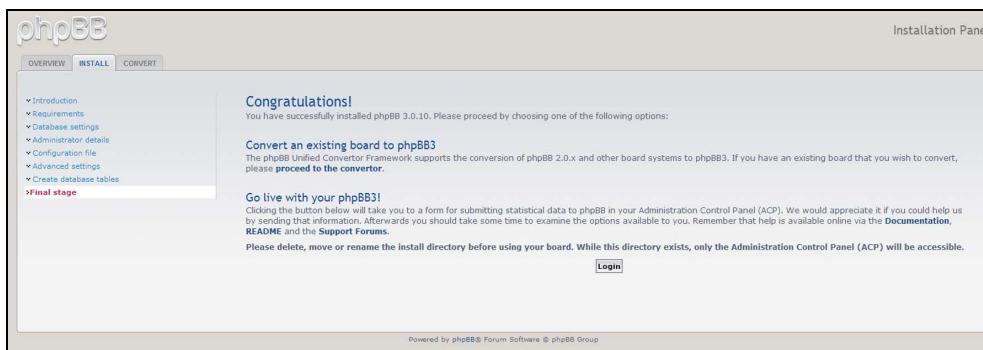 phpBB
Installation Pane
OVERVIEW INSTALL CONVERT
Introduction
Requirements
Database settings
Administrator details
Configuration file
Advanced settings
Create database tables
Final stage
Congratulations!
You have successfully installed phpBB 3.0.10. Please proceed by choosing one of the following options:
Convert an existing board to phpBB3
The phpBB Unified Convertor Framework supports the conversion of phpBB 2.0.x and other board systems to phpBB3. If you have an existing board that you wish to convert,
please proceed to the convertor.
Go live with your phpBB3!
Clicking the button below will take you to a form for submitting statistical data to phpBB in your Administration Control Panel (ACP). We would appreciate it if you could help us
by sending that information. Afterwards you should take some time to examine the options available to you. Remember that help is available online via the Documentation,
README and the Support Forums.
Please delete, move or rename the install directory before using your board. While this directory exists, only the Administration Control Panel (ACP) will be accessible.
Login
Powered by phpBB® Forum Software © phpBB Group